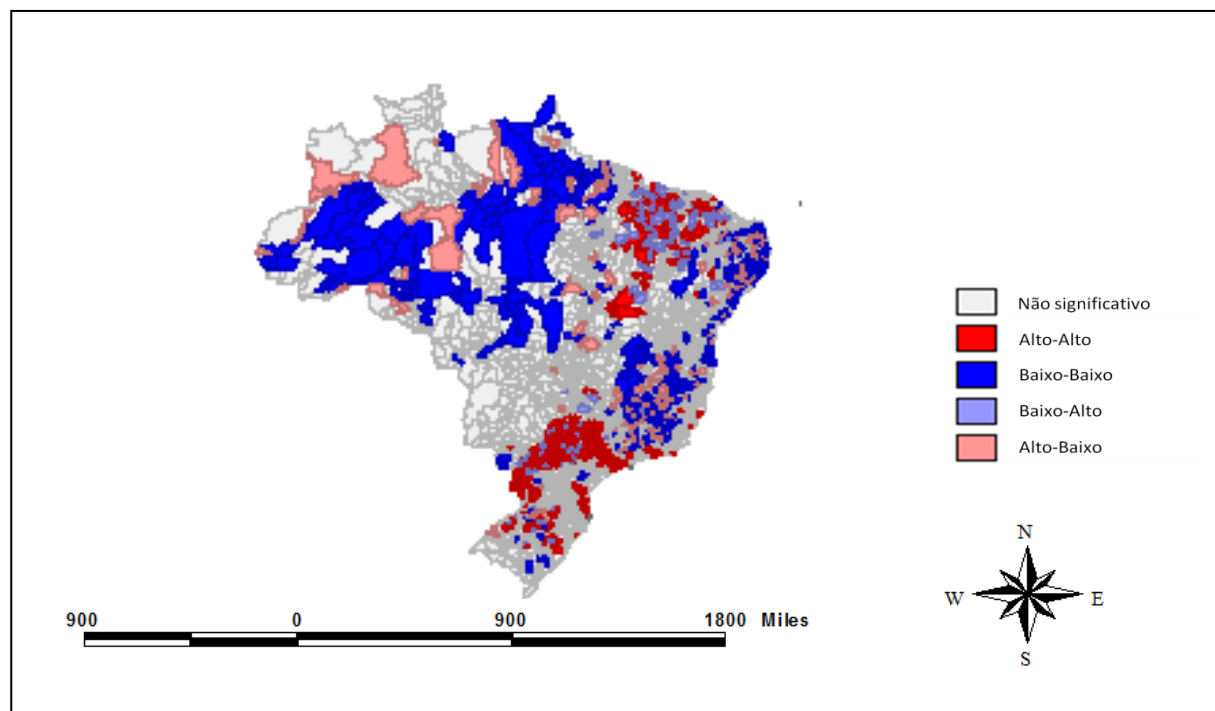 Não significativo
Alto-Alto
Baixo-Baixo
Baixo-Alto
Alto-Baixo
N
W E
S
900 0 900 1800 Miles